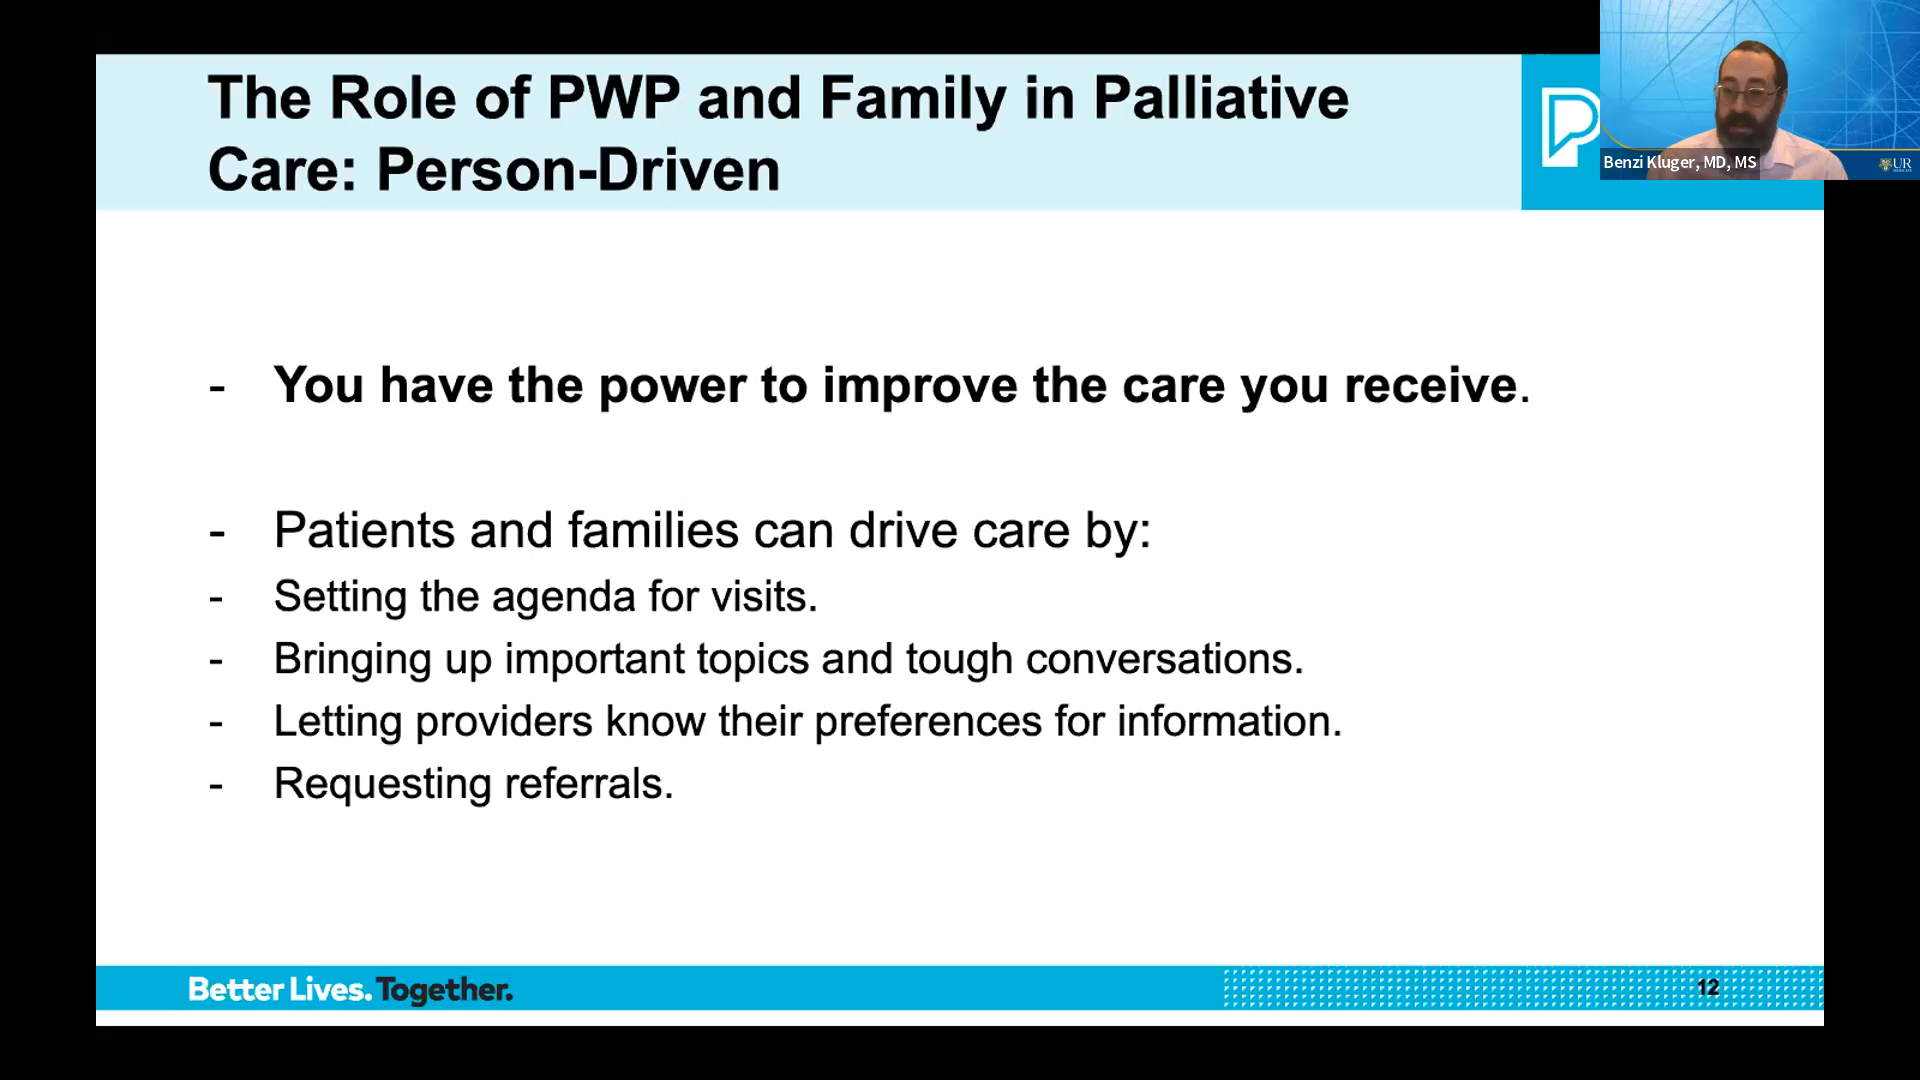 The Role of PWP and Family in Palliative
Care: Person-Driven
Benzi Kluger, MD, MS
UR
- You have the power to improve the care you receive.
- Patients and families can drive care by:
- Setting the agenda for visits.
- Bringing up important topics and tough conversations.
- Letting providers know their preferences for information.
- Requesting referrals.
Better Lives. Together.
12